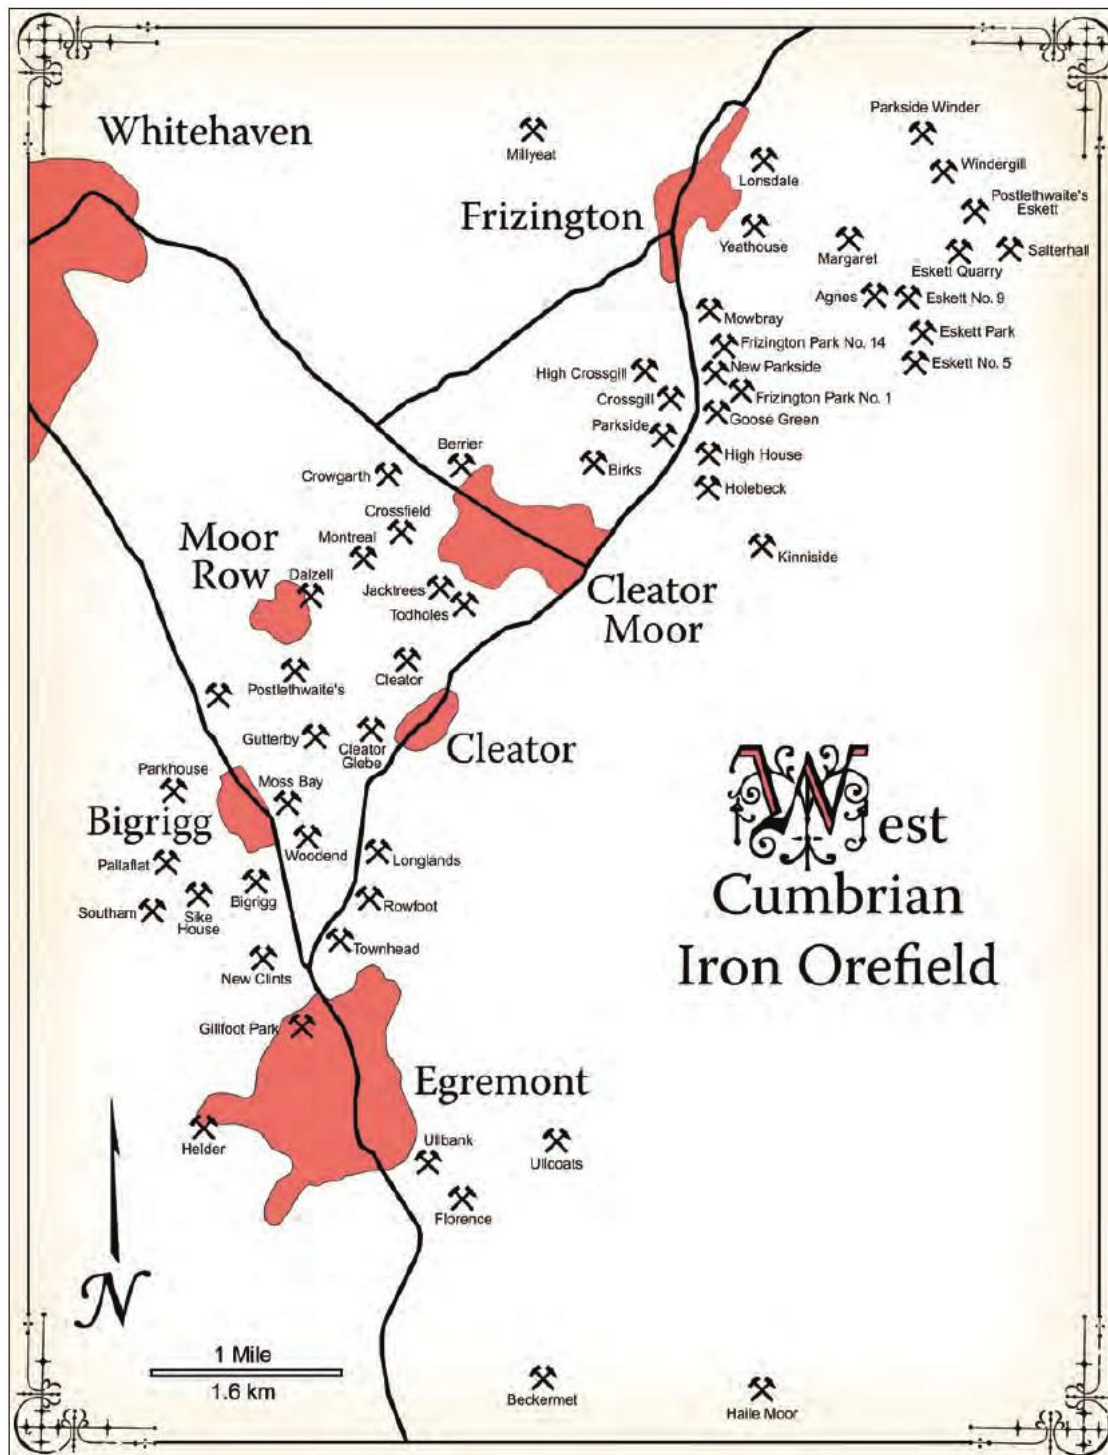 Whitehaven
Millyeat
Parkside Winder
Lonsdale
Windergill
Frizington
Postlethwaite's
Eskett
Yeathouse
Margaret
Eskett Quarry
Salterhall
Agnes
Eskett No. 9
Mowbray
Eskett Park
Frizington Park No. 14
Eskett No. 5
High Crossgill
New Parkside
Crossgill
Frizington Park No. 1
Goose Green
Parkside
Berrier
High House
Birks
Crowgarth
Holebeck
Crossfield
Montreal
Moor
Row
Dalzell
Kinniside
Jacktrees
Todholes
Cleator
Moor
Cleator
Postlethwaite's
Gutterby
Cleator
Glebe
Cleator
Parkhouse
Moss Bay
Bigrigg
Woodend
Longlands
Pallaflat
Bigrigg
Rowfoot
Southam
Sike
House
Townhead
New Clints
West
Cumbrian
Iron Orefield
Gillfoot Park
Egremont
Helder
Ullbank
Ullcoats
Florence
N
1 Mile
1.6 km
Beckermet
Haile Moor